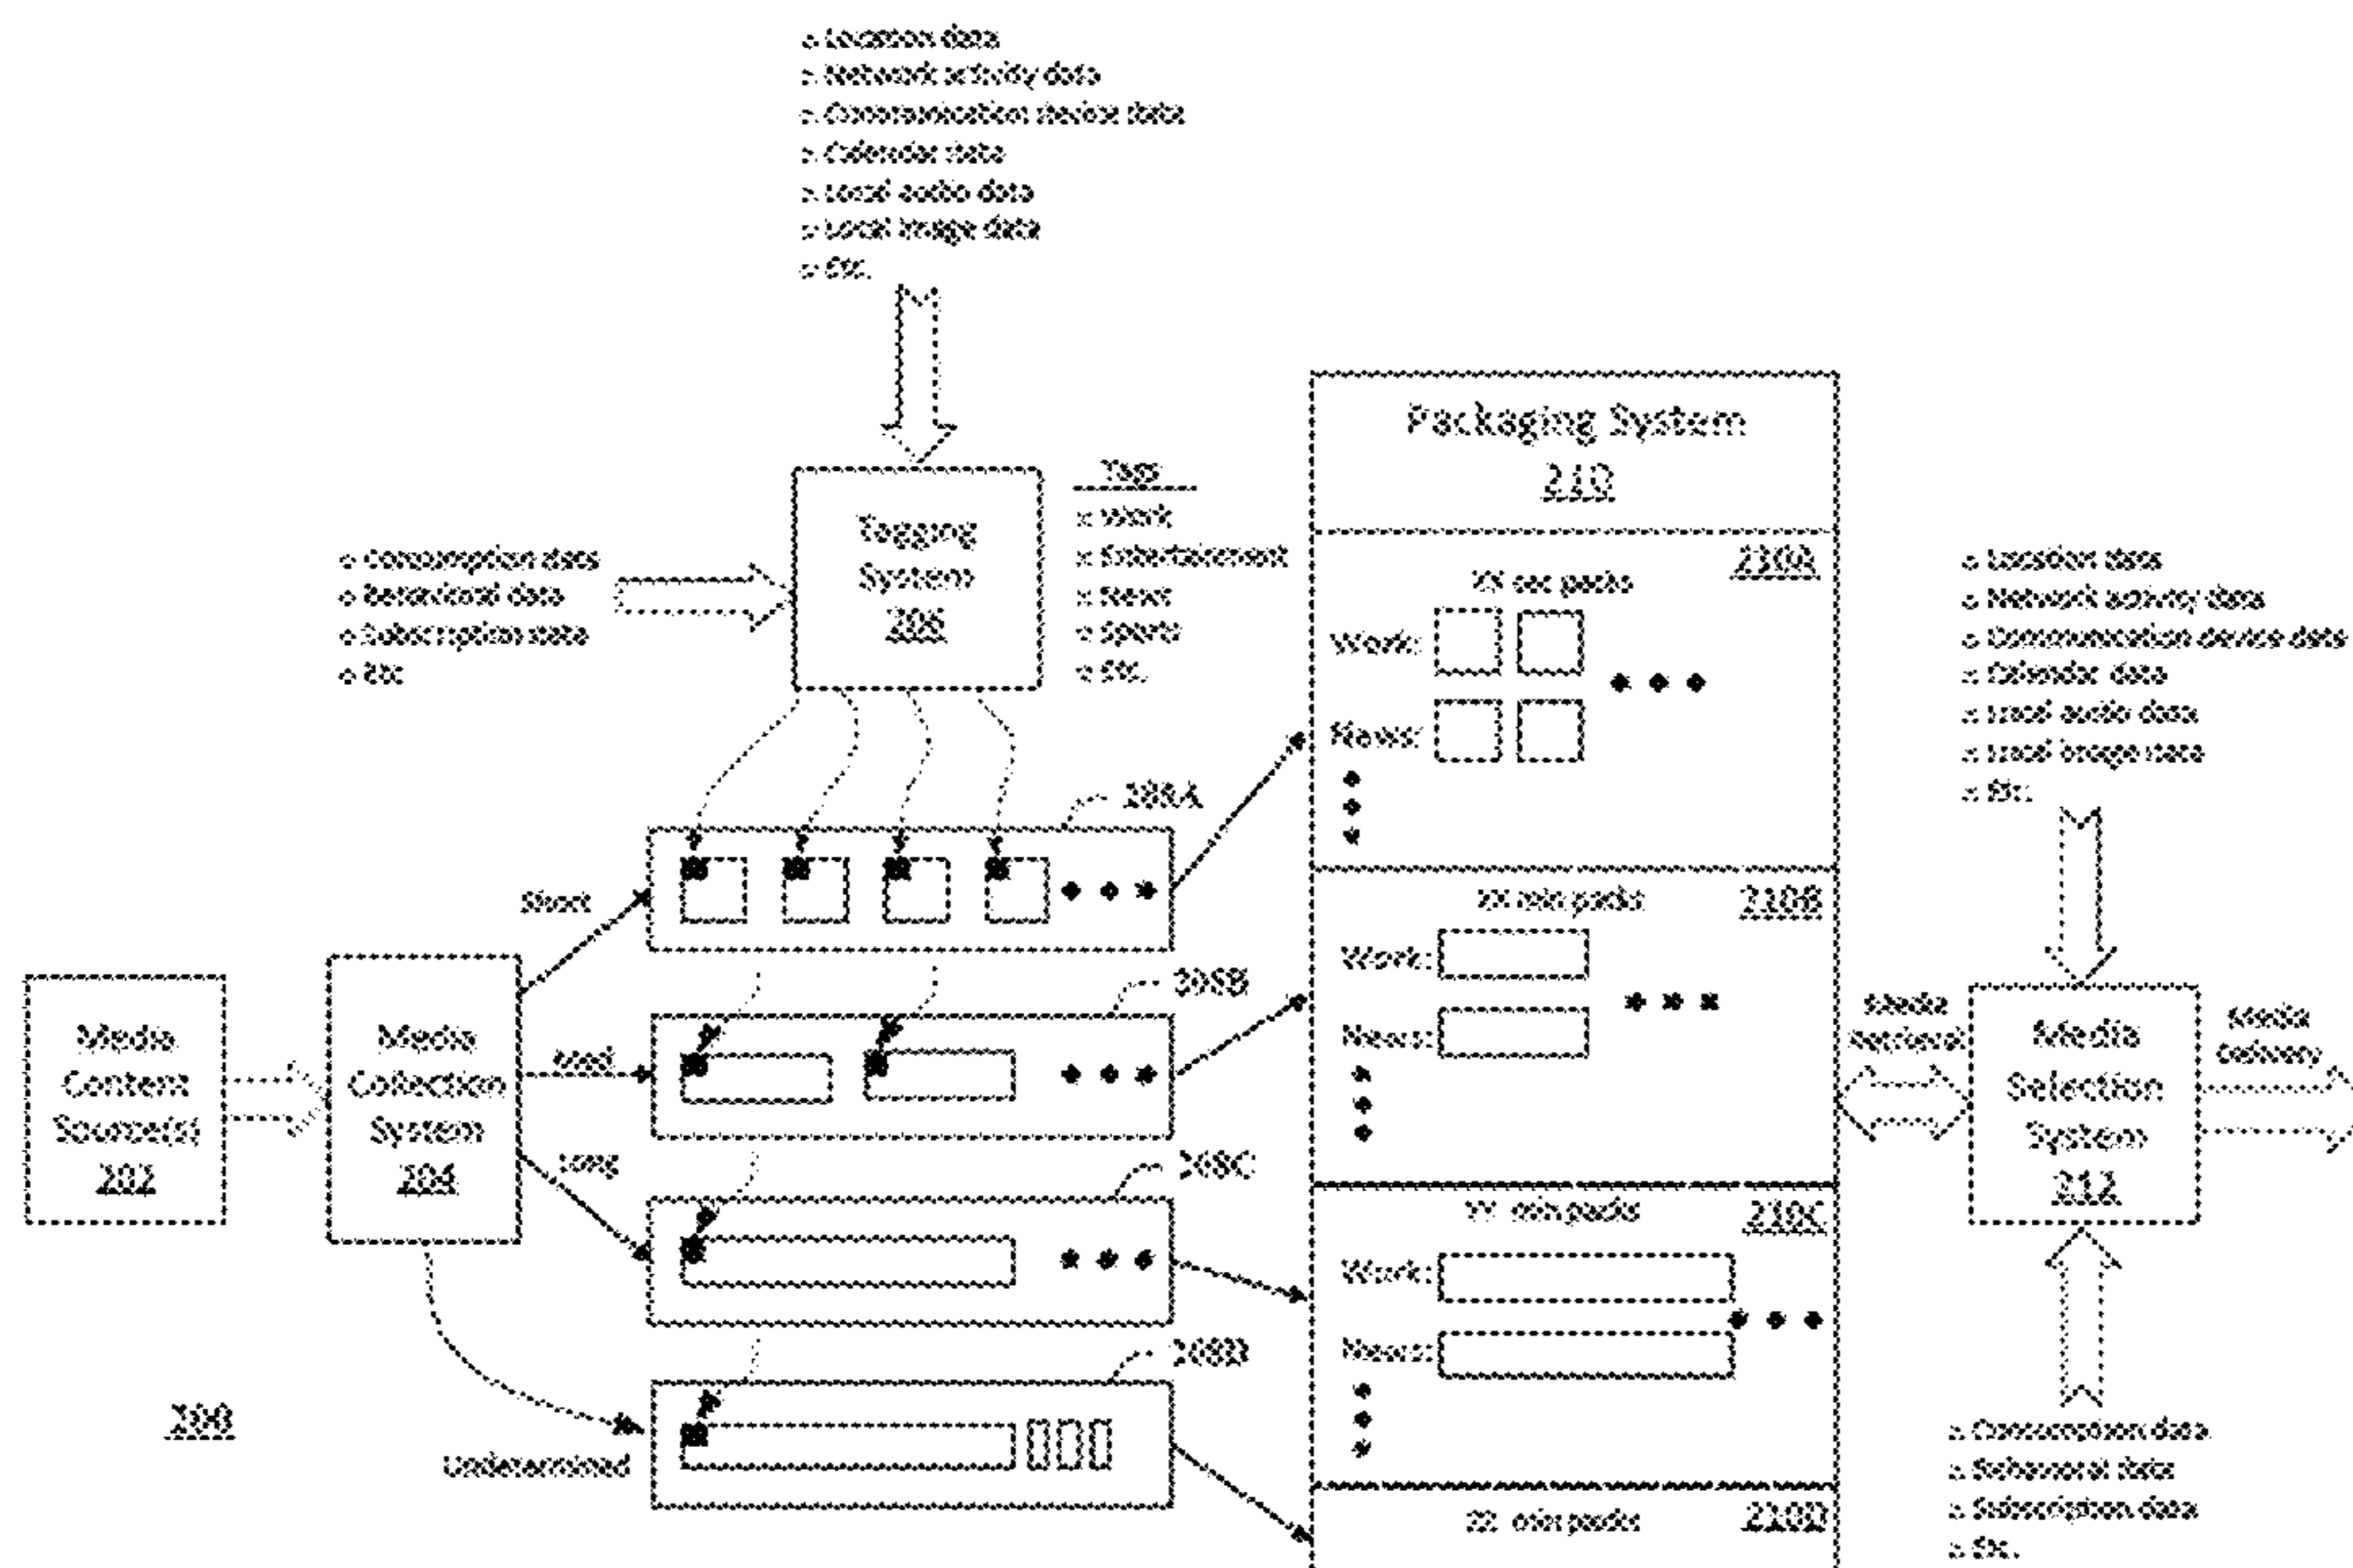 Location data
Network activity data
Communication device data
Calendar data
Local audio data
Local image data
Etc.
Consumption data
Behavioral data
Subscription data
Etc
Tagging
System
Tags
Work
Entertainment
News
Sports
Etc.
Packaging System
210
210A
sec packs
Work:
News:
210B
min packs
Work:
News:
210C
min packs
Work:
News:
210D
min packs
Short
Med
Long
Undetermined
208A
208B
208C
208D
Media
Content
Source(s)
202
Media
Collection
System
204
200
Location data
Network activity data
Communication device data
Calendar data
Local audio data
Local image data
Etc.
Media
Retrieval
Media
Selection
System
212
Media
Delivery
Consumption data
Behavioral data
Subscription data
Etc.